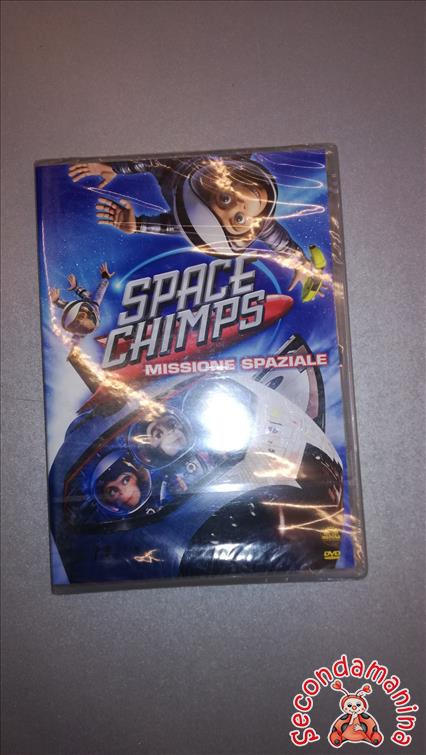 SPACE
CHIMPS
MISSIONE SPAZIALE
DVD
Secondamanina